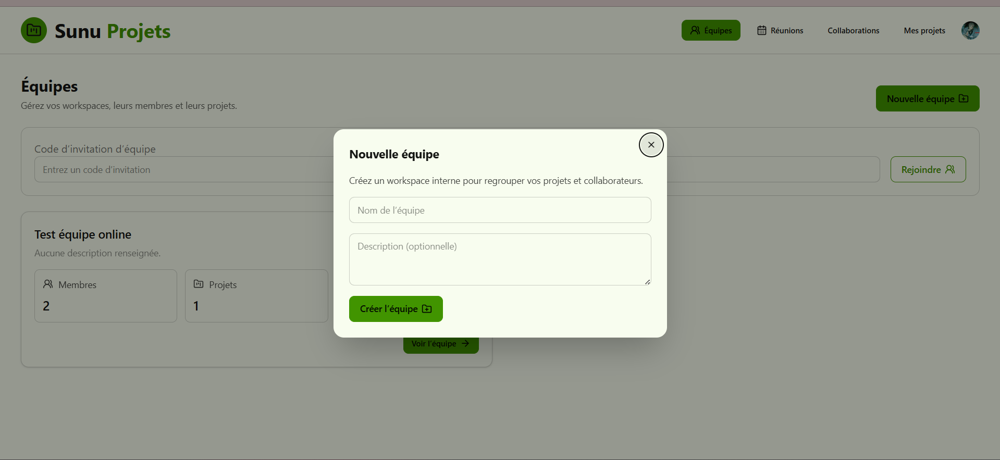 Sunu Projets
Équipes
Réunions
Collaborations
Mes projets
Équipes
Gérez vos workspaces, leurs membres et leurs projets.
Nouvelle équipe
Code d’invitation d’équipe
Entrez un code d’invitation
Rejoindre
Nouvelle équipe
Créez un workspace interne pour regrouper vos projets et collaborateurs.
Nom de l’équipe
Description (optionnelle)
Créer l’équipe
Test équipe online
Aucune description renseignée.
Membres
2
Projets
1
Voir l’équipe